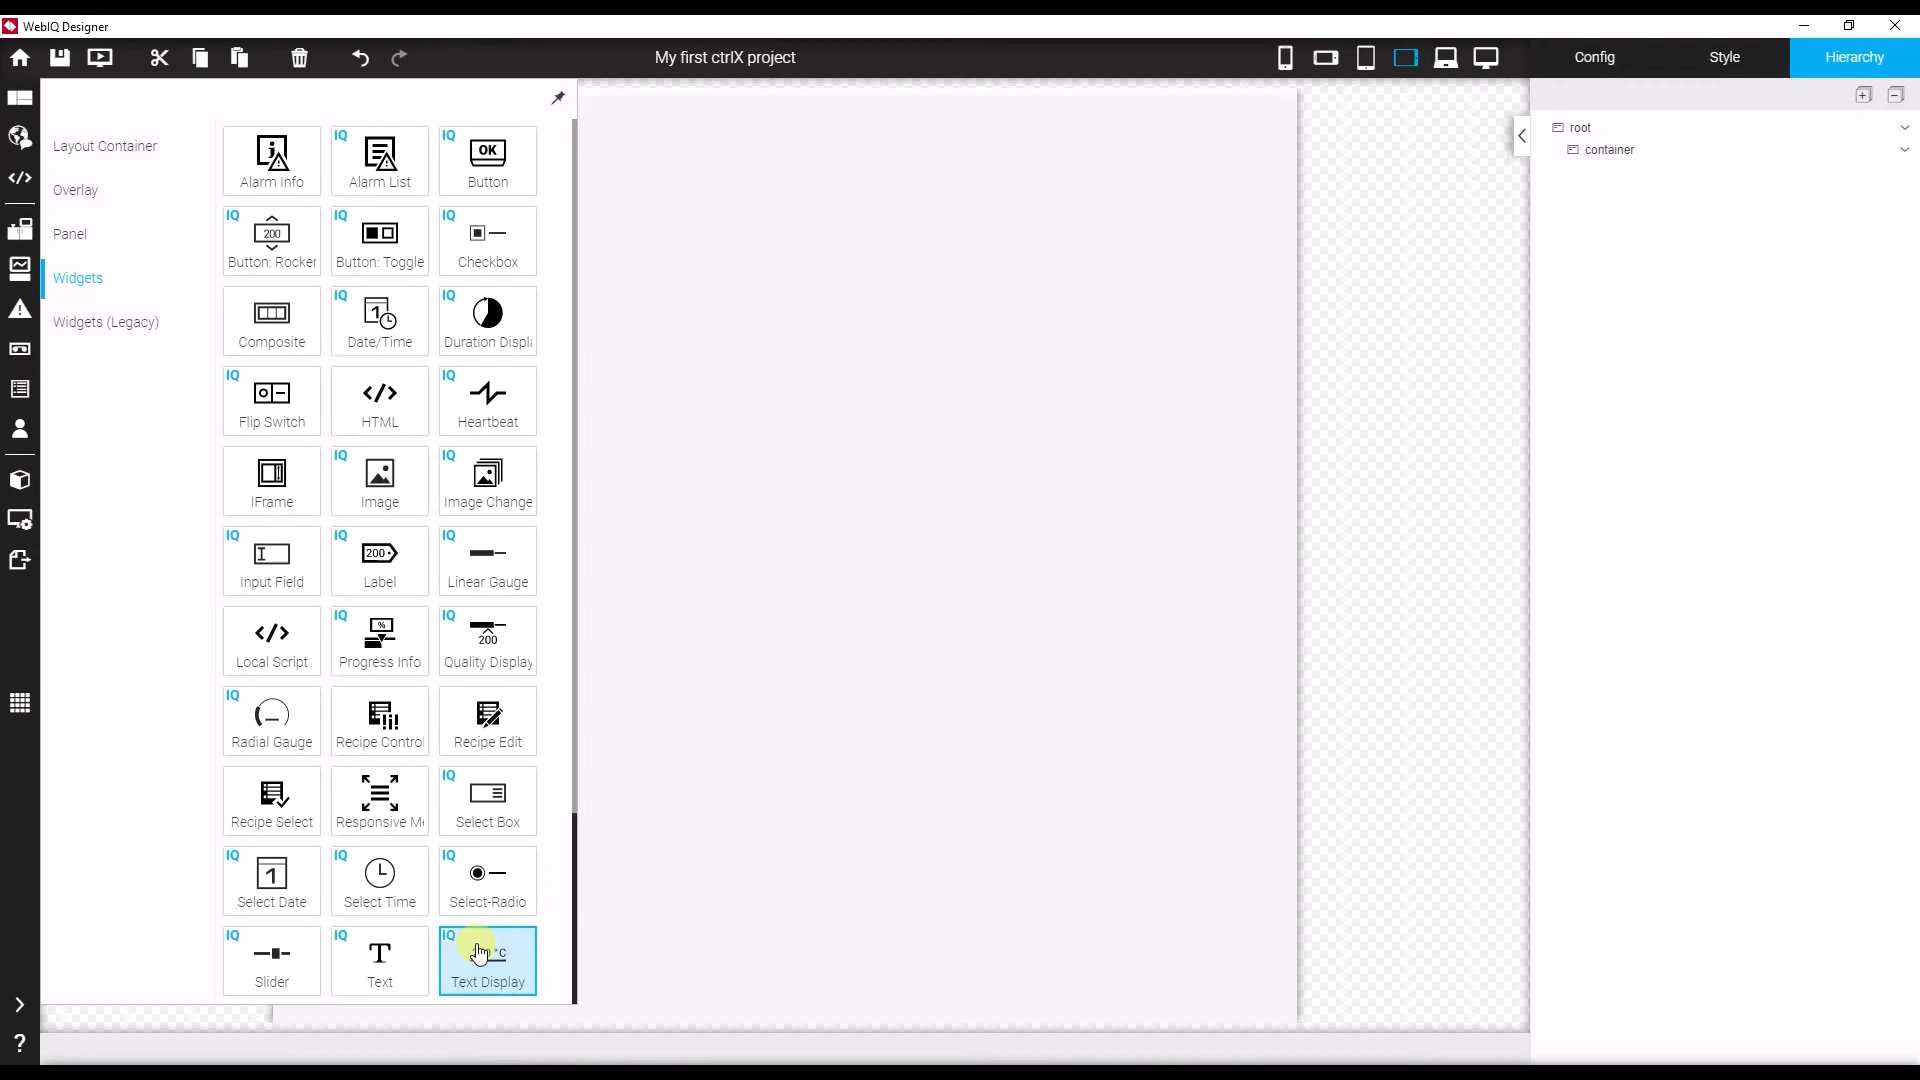 WebIQ Designer
My first ctrlX project
Config
Style
Hierarchy
root
container
Layout Container
Overlay
Panel
Widgets
Widgets (Legacy)
Alarm Info
IQ
Alarm List
IQ
OK
Button
IQ
200
Button: Rocker
IQ
Button: Toggle
IQ
Checkbox
Composite
IQ
1
Date/Time
IQ
Duration Displ
IQ
Flip Switch
</>
HTML
IQ
Heartbeat
IFrame
IQ
Image
IQ
Image Change
IQ
Input Field
IQ
200
Label
IQ
Linear Gauge
</>
Local Script
IQ
%
Progress Info
IQ
200
Quality Display
IQ
Radial Gauge
Recipe Control
Recipe Edit
Recipe Select
Responsive M
IQ
Select Box
IQ
1
Select Date
IQ
Select Time
IQ
Select-Radio
IQ
Slider
IQ
T
Text
IQ
°C
Text Display
?